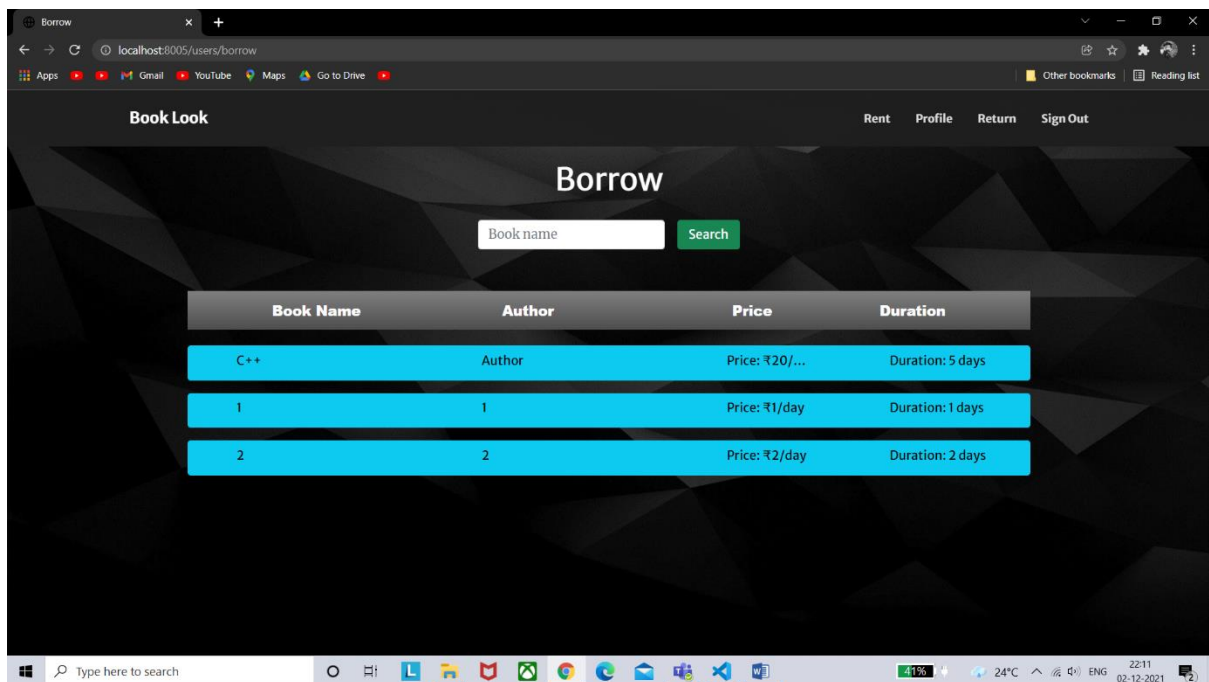 Borrow
localhost:8005/users/borrow
Apps Gmail YouTube Maps Go to Drive Other bookmarks Reading list
Book Look Rent Profile Return Sign Out
Borrow
Book name Search
Book Name Author Price Duration
C++ Author Price: ₹20/... Duration: 5 days
1 1 Price: ₹1/day Duration: 1 days
2 2 Price: ₹2/day Duration: 2 days
Type here to search L W 41% 24°C ENG 22:11
02-12-2021 2